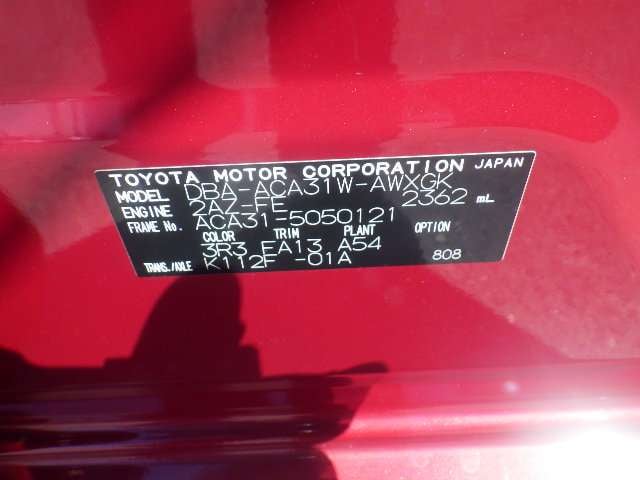 TOYOTA MOTOR CORPORATION JAPAN
MODEL DBA-ACA31W-AWXGK
ENGINE 2AZ-FE 2362 mL
FRAME No. ACA31-5050121
COLOR TRIM PLANT OPTION
3R3 FA13 A54
TRANS./AXLE K112F -01A 808